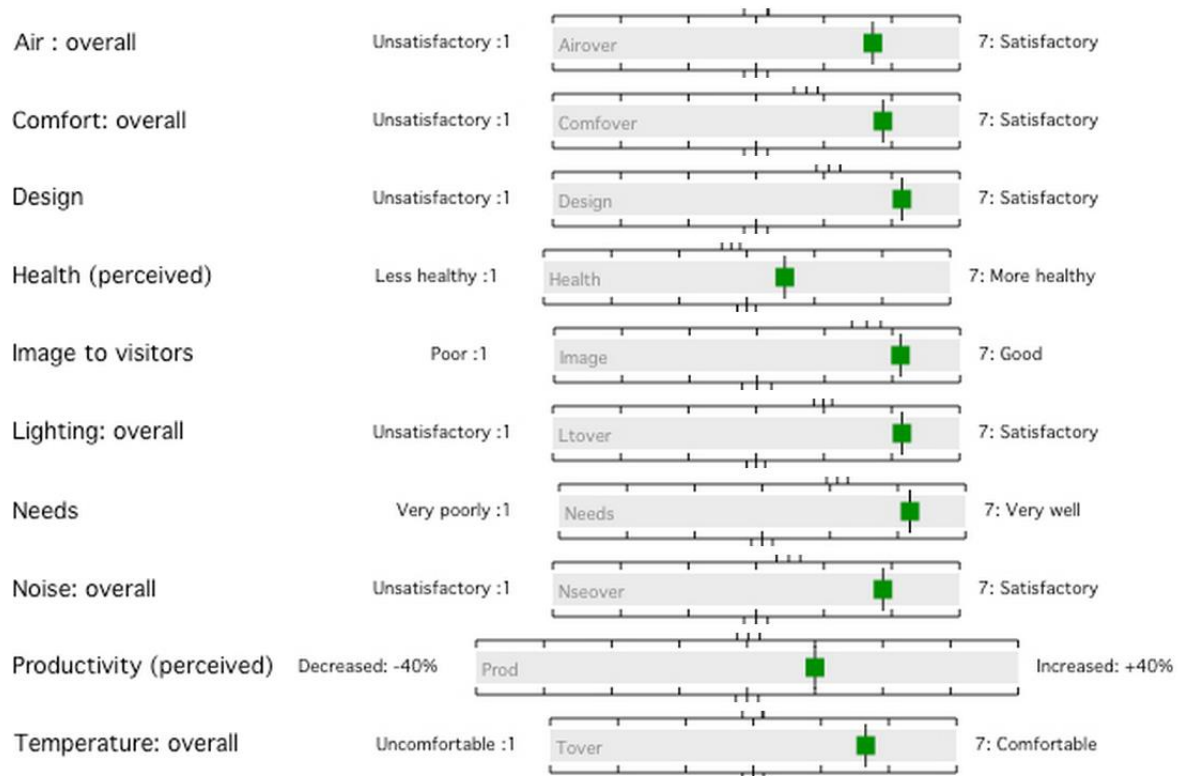 Air : overall Unsatisfactory :1 Airover 7: Satisfactory
Comfort: overall Unsatisfactory :1 Comfover 7: Satisfactory
Design Unsatisfactory :1 Design 7: Satisfactory
Health (perceived) Less healthy :1 Health 7: More healthy
Image to visitors Poor :1 Image 7: Good
Lighting: overall Unsatisfactory :1 Ltover 7: Satisfactory
Needs Very poorly :1 Needs 7: Very well
Noise: overall Unsatisfactory :1 Nseover 7: Satisfactory
Productivity (perceived) Decreased: -40% Prod Increased: +40%
Temperature: overall Uncomfortable :1 Tover 7: Comfortable